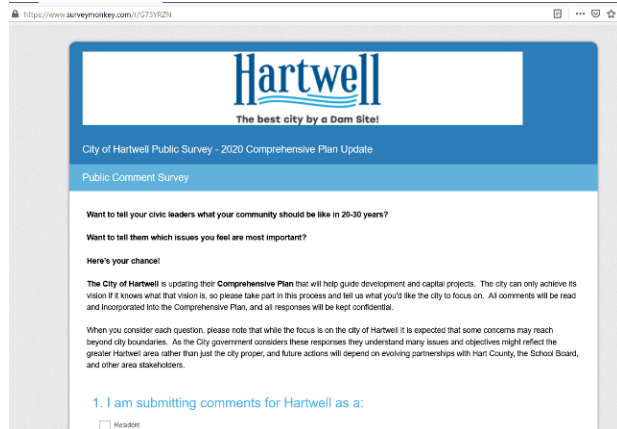 https://www.surveymonkey.com/r/G73YRZN
Hartwell
The best city by a Dam Site!
City of Hartwell Public Survey - 2020 Comprehensive Plan Update
Public Comment Survey
Want to tell your civic leaders what your community should be like in 20-30 years?
Want to tell them which issues you feel are most important?
Here's your chance!
The City of Hartwell is updating their Comprehensive Plan that will help guide development and capital projects. The city can only achieve its
vision if it knows what that vision is, so please take part in this process and tell us what you'd like the city to focus on. All comments will be read
and incorporated into the Comprehensive Plan, and all responses will be kept confidential.
When you consider each question, please note that while the focus is on the city of Hartwell it is expected that some concerns may reach
beyond city boundaries. As the City government considers these responses they understand many issues and objectives might reflect the
greater Hartwell area rather than just the city proper, and future actions will depend on evolving partnerships with Hart County, the School Board,
and other area stakeholders.
1. I am submitting comments for Hartwell as a:
Resident